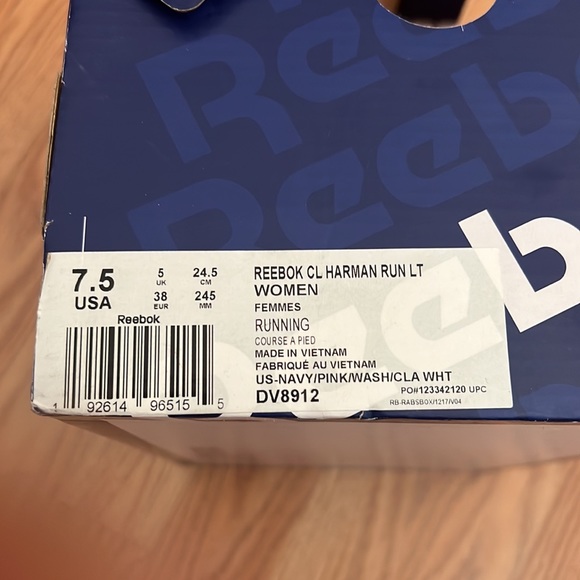 Reebok
Reeb
b
7.5
USA
5
UK
24.5
CM
38
EUR
245
MM
Reebok
1 92614 96515 5
REEBOK CL HARMAN RUN LT
WOMEN
FEMMES
RUNNING
COURSE A PIED
MADE IN VIETNAM
FABRIQUÉ AU VIETNAM
US-NAVY/PINK/WASH/CLA WHT
PO#123342120 UPC
DV8912
RB-RABSBOX/1217/V04